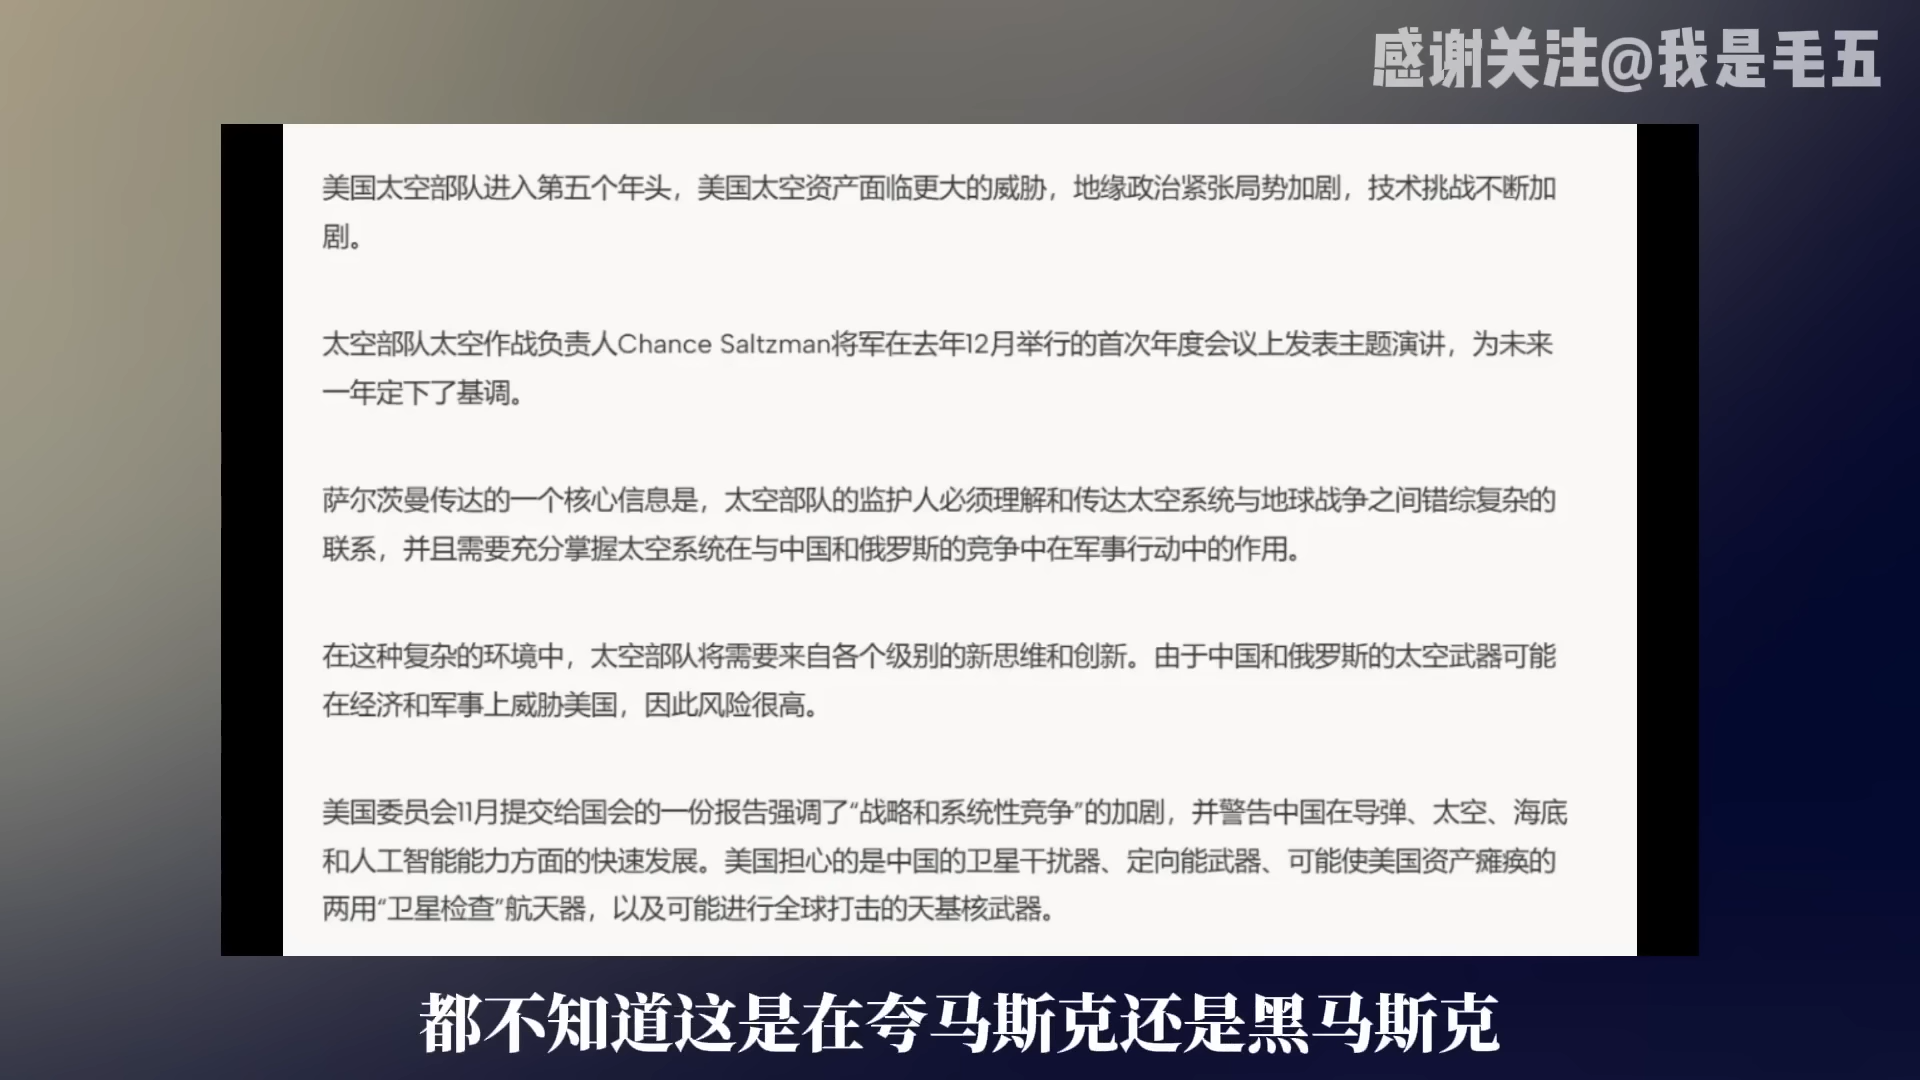 感谢关注@我是毛五
美国太空部队进入第五个年头，美国太空资产面临更大的威胁，地缘政治紧张局势加剧，技术挑战不断加
剧。
太空部队太空作战负责人Chance Saltzman将军在去年12月举行的首次年度会议上发表主题演讲，为未来
一年定下了基调。
萨尔茨曼传达的一个核心信息是，太空部队的监护人必须理解和传达太空系统与地球战争之间错综复杂的
联系，并且需要充分掌握太空系统在与中国和俄罗斯的竞争中在军事行动中的作用。
在这种复杂的环境中，太空部队将需要来自各个级别的新思维和创新。由于中国和俄罗斯的太空武器可能
在经济和军事上威胁美国，因此风险很高。
美国委员会11月提交给国会的一份报告强调了“战略和系统性竞争”的加剧，并警告中国在导弹、太空、海底
和人工智能能力方面的快速发展。美国担心的是中国的卫星干扰器、定向能武器、可能使美国资产瘫痪的
两用“卫星检查”航天器，以及可能进行全球打击的天基核武器。
都不知道这是在夸马斯克还是黑马斯克